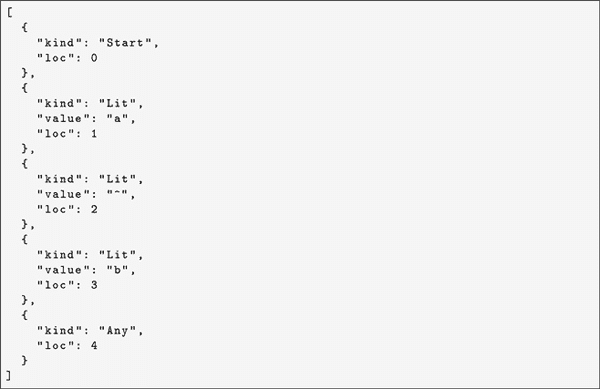 [
  {
    "kind": "Start",
    "loc": 0
  },
  {
    "kind": "Lit",
    "value": "a",
    "loc": 1
  },
  {
    "kind": "Lit",
    "value": "^",
    "loc": 2
  },
  {
    "kind": "Lit",
    "value": "b",
    "loc": 3
  },
  {
    "kind": "Any",
    "loc": 4
  }
]